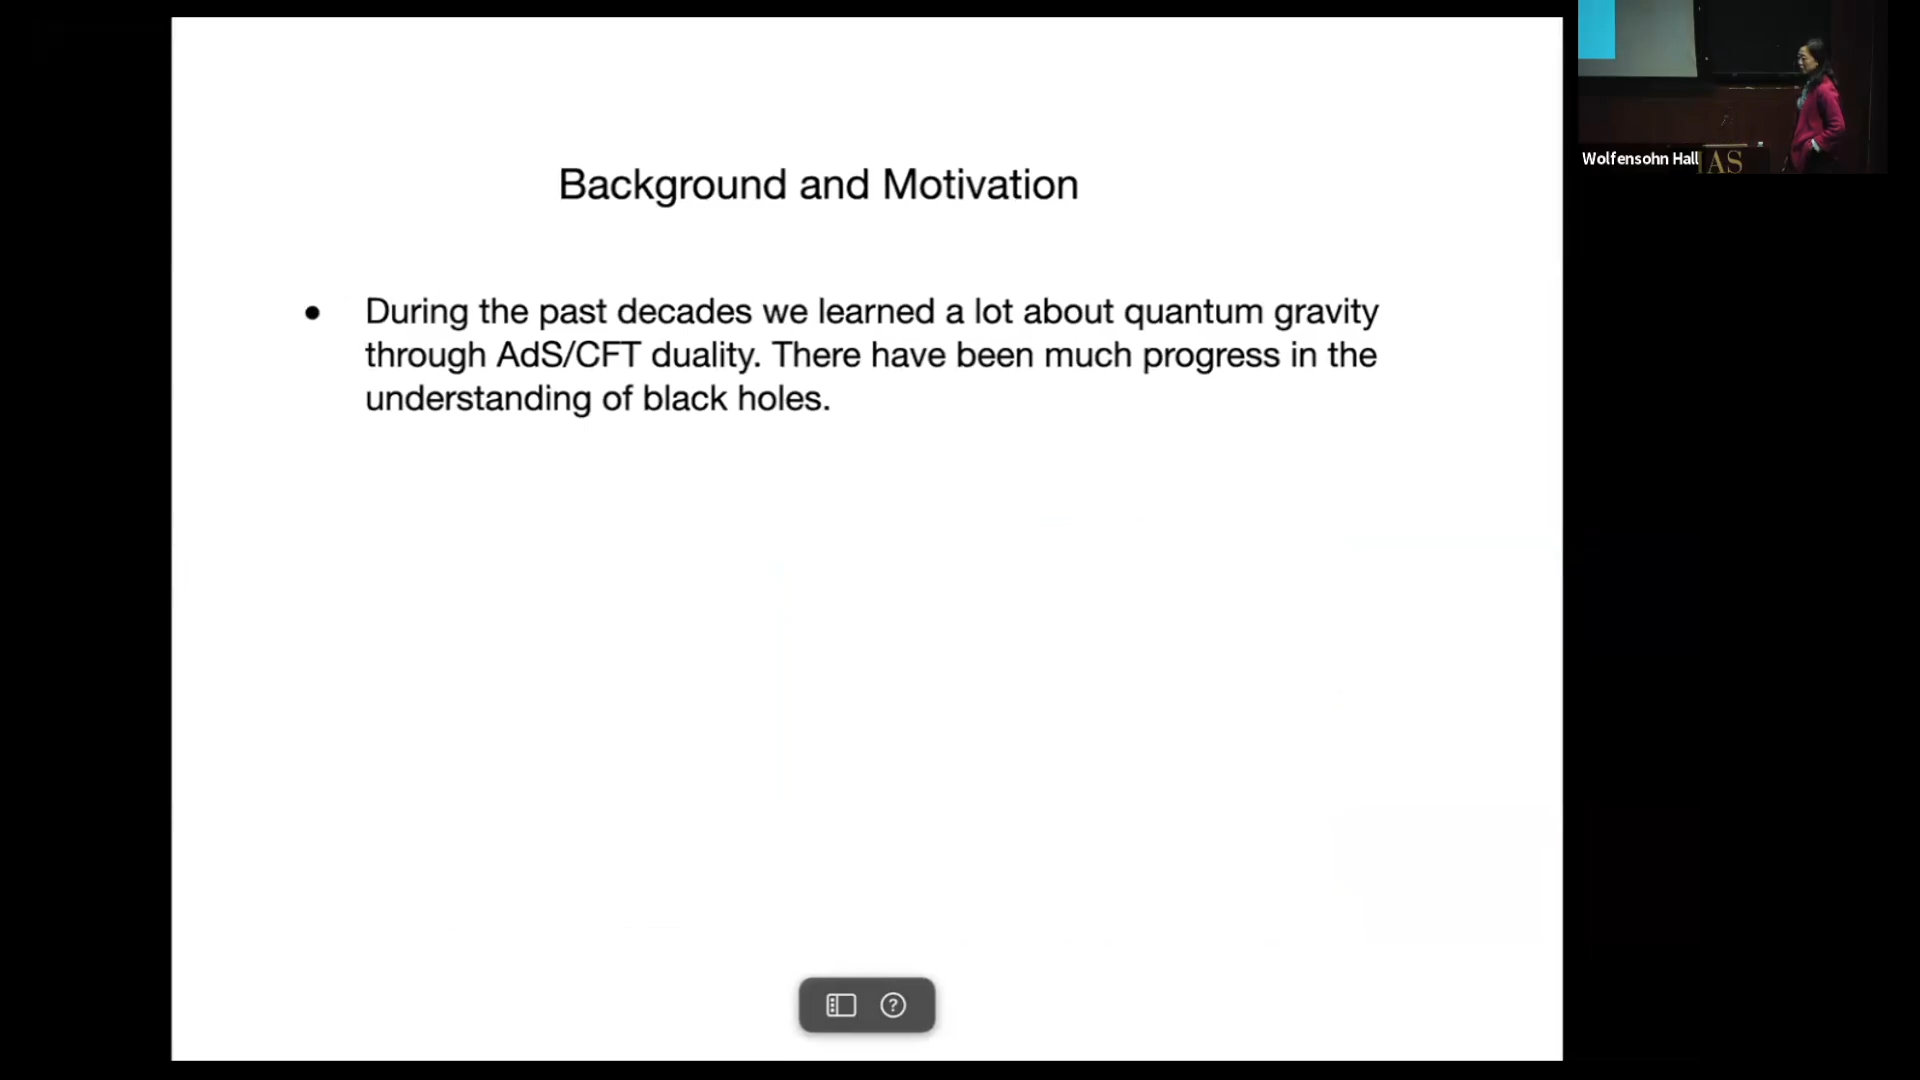 Background and Motivation
• During the past decades we learned a lot about quantum gravity
through AdS/CFT duality. There have been much progress in the
understanding of black holes.
Wolfensohn Hall
IAS
?